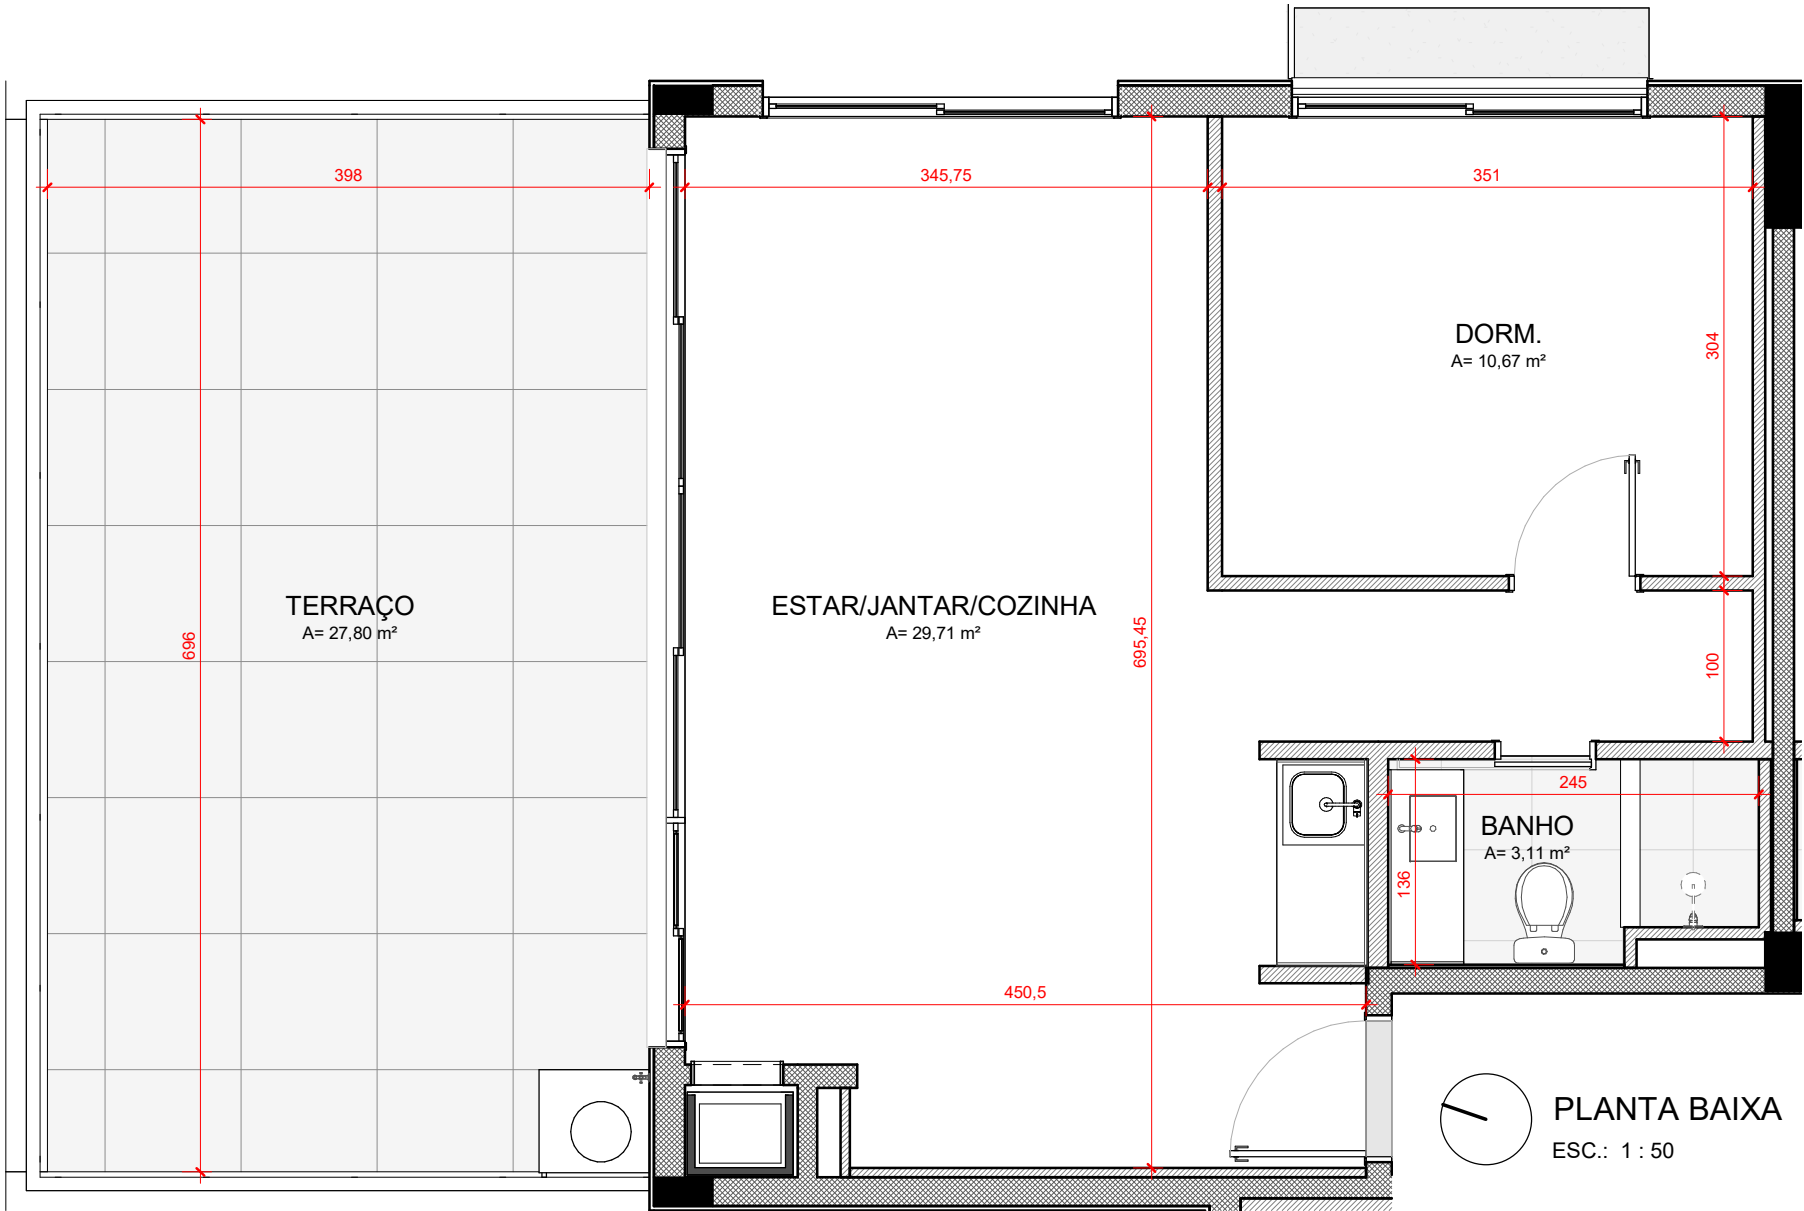 398
345,75
351
DORM.
A= 10,67 m²
304
TERRAÇO
A= 27,80 m²
696
ESTAR/JANTAR/COZINHA
A= 29,71 m²
695,45
100
245
BANHO
A= 3,11 m²
136
450,5
PLANTA BAIXA
ESC.: 1 : 50